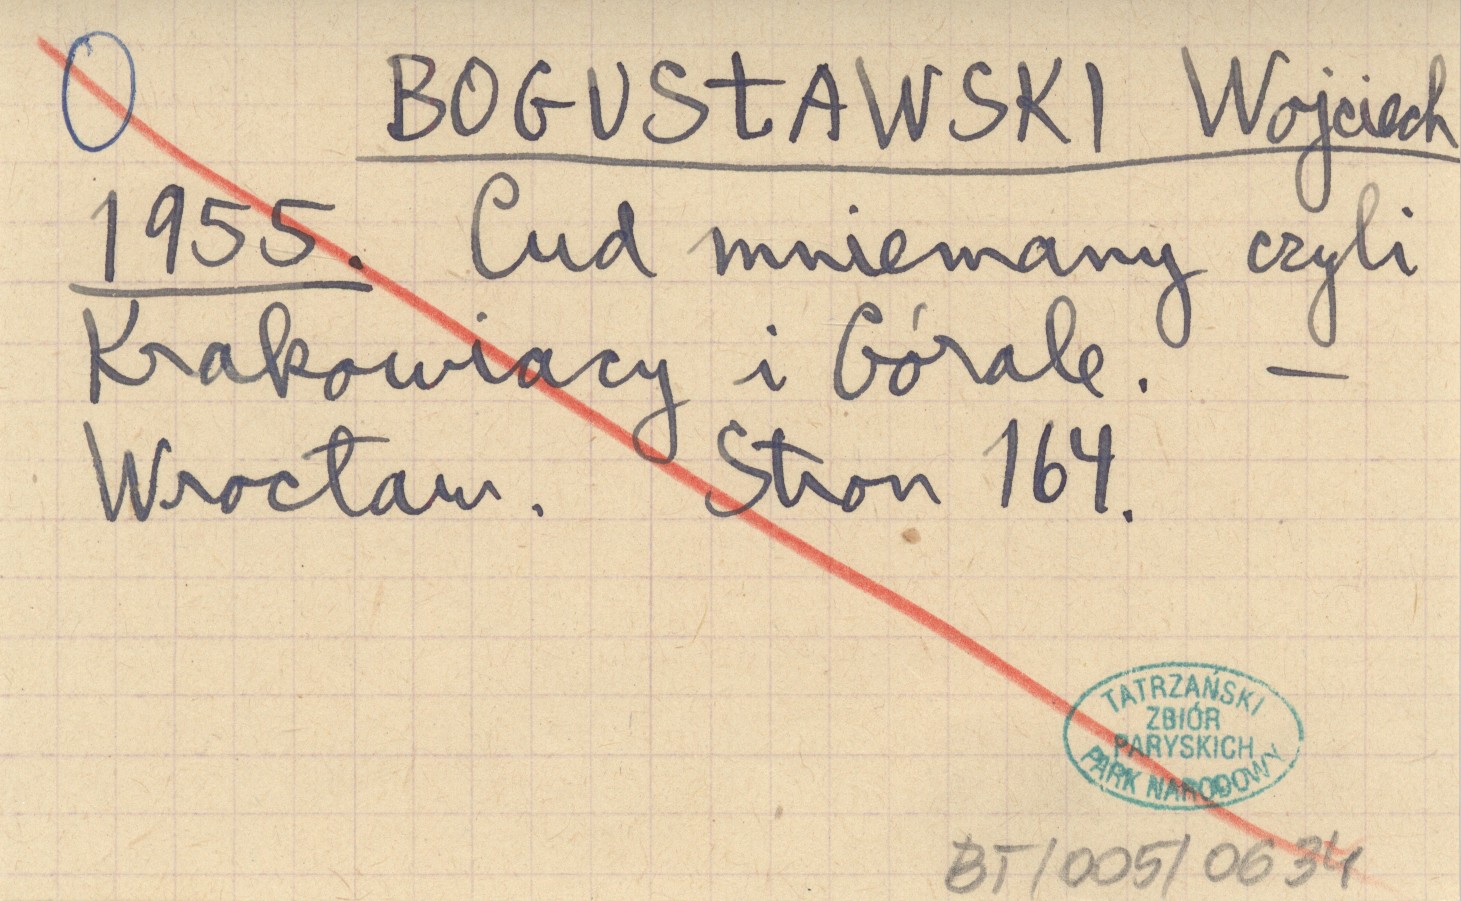 O BOGUSŁAWSKI Wojciech
1955. Cud mniemany czyli
Krakowiacy i Górale. —
Wrocław. Stron 164.
TATRZAŃSKI
ZBIÓR
PARYSKICH
PARK NARODOWY
BT/005/0634